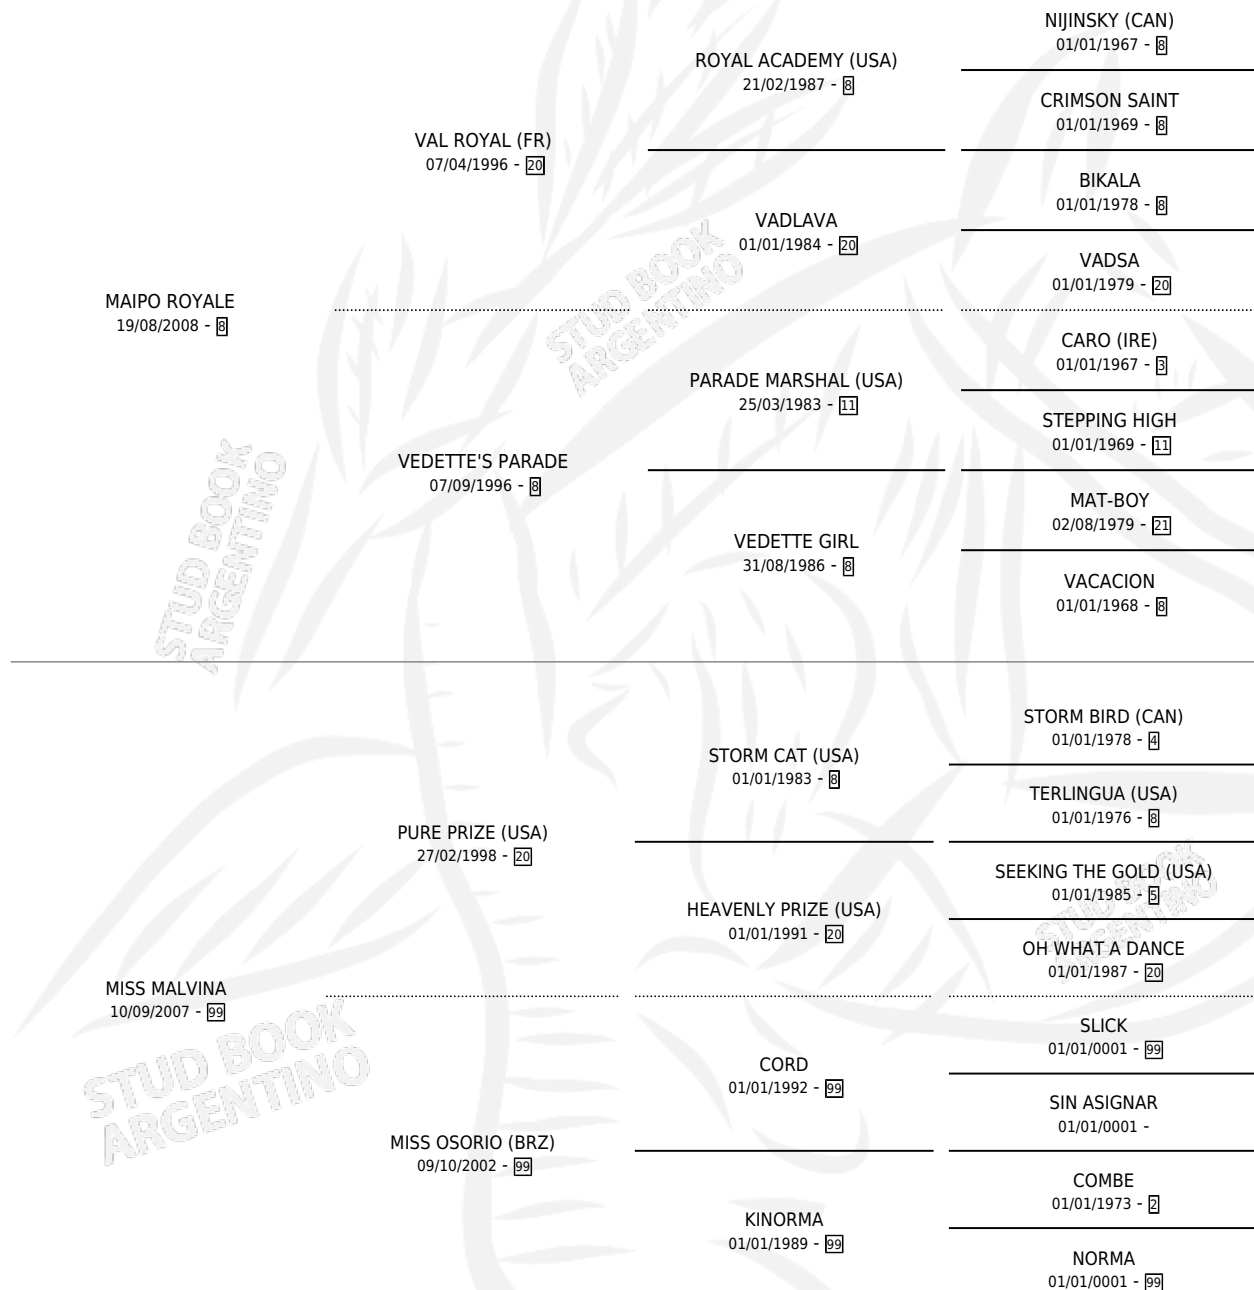 NIJINSKY (CAN)
01/01/1967 - 8
ROYAL ACADEMY (USA)
21/02/1987 - 8
CRIMSON SAINT
01/01/1969 - 8
VAL ROYAL (FR)
07/04/1996 - 20
BIKALA
01/01/1978 - 8
VADLAVA
01/01/1984 - 20
VADSA
01/01/1979 - 20
MAIPO ROYALE
19/08/2008 - 8
CARO (IRE)
01/01/1967 - 3
PARADE MARSHAL (USA)
25/03/1983 - 11
STEPPING HIGH
01/01/1969 - 11
VEDETTE'S PARADE
07/09/1996 - 8
MAT-BOY
02/08/1979 - 21
VEDETTE GIRL
31/08/1986 - 8
VACACION
01/01/1968 - 8
STUD BOOK
ARGENTINO
STUD BOOK
ARGENTINO
STORM BIRD (CAN)
01/01/1978 - 4
STORM CAT (USA)
01/01/1983 - 8
TERLINGUA (USA)
01/01/1976 - 8
PURE PRIZE (USA)
27/02/1998 - 20
SEEKING THE GOLD (USA)
01/01/1985 - 5
HEAVENLY PRIZE (USA)
01/01/1991 - 20
OH WHAT A DANCE
01/01/1987 - 20
MISS MALVINA
10/09/2007 - 99
SLICK
01/01/0001 - 99
CORD
01/01/1992 - 99
SIN ASIGNAR
01/01/0001 -
MISS OSORIO (BRZ)
09/10/2002 - 99
COMBE
01/01/1973 - 2
KINORMA
01/01/1989 - 99
NORMA
01/01/0001 - 99
STUD BOOK
ARGENTINO
STUD BOOK
ARGENTINO